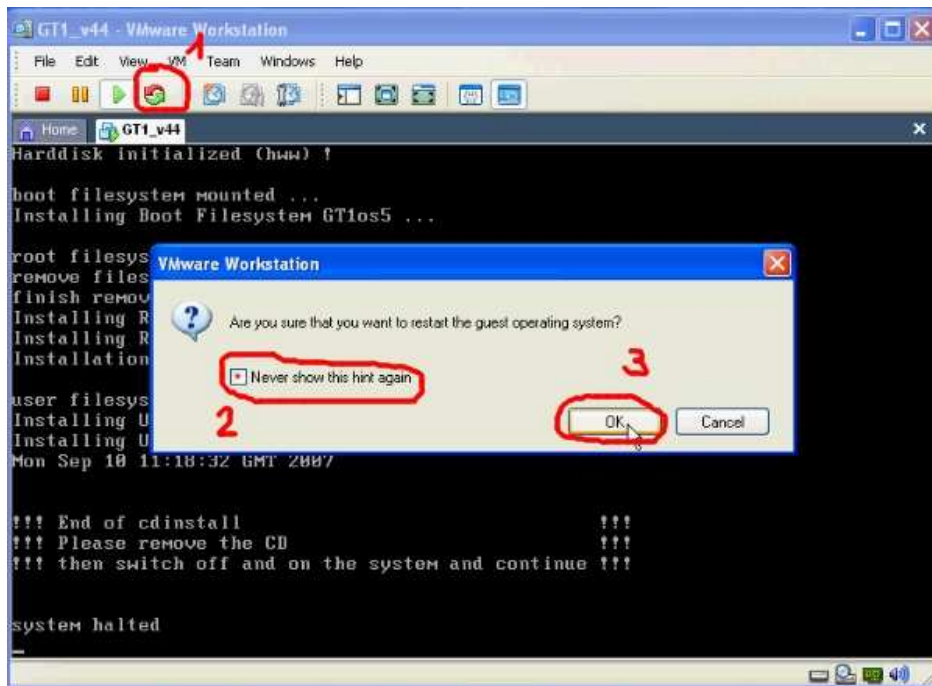 GT1_v44 - VMware Workstation
1
File Edit View VM Team Windows Help
Home GT1_v44
Harddisk initialized (hww) !
boot filesystem mounted ...
Installing Boot Filesystem GT1os5 ...
root filesys
remove files
finish remov
Installing R
Installing R
Installation
user filesys
Installing U
Installing U
Mon Sep 10 11:18:32 GMT 2007
VMware Workstation
Are you sure that you want to restart the guest operating system?
Never show this hint again
2
3
OK Cancel
!!! End of cdinstall !!!
!!! Please remove the CD !!!
!!! then switch off and on the system and continue !!!
system halted